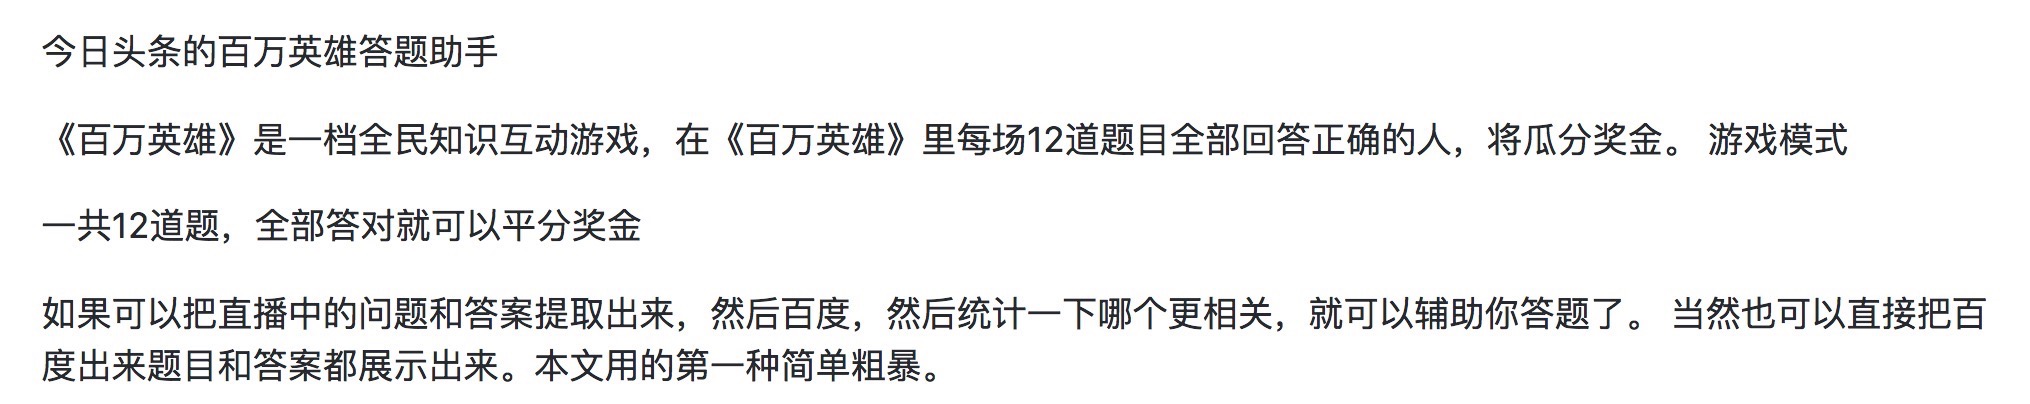 今日头条的百万英雄答题助手
《百万英雄》是一档全民知识互动游戏，在《百万英雄》里每场12道题目全部回答正确的人，将瓜分奖金。 游戏模式
一共12道题，全部答对就可以平分奖金
如果可以把直播中的问题和答案提取出来，然后百度，然后统计一下哪个更相关，就可以辅助你答题了。 当然也可以直接把百
度出来题目和答案都展示出来。本文用的第一种简单粗暴。